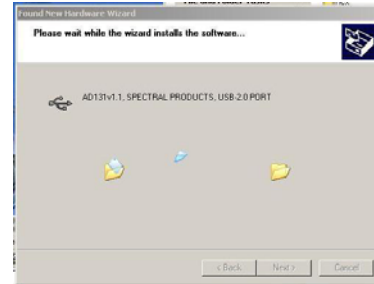 Found New Hardware Wizard
Please wait while the wizard installs the software...
AD131v1.1, SPECTRAL PRODUCTS, USB-2.0 PORT
< Back
Next >
Cancel